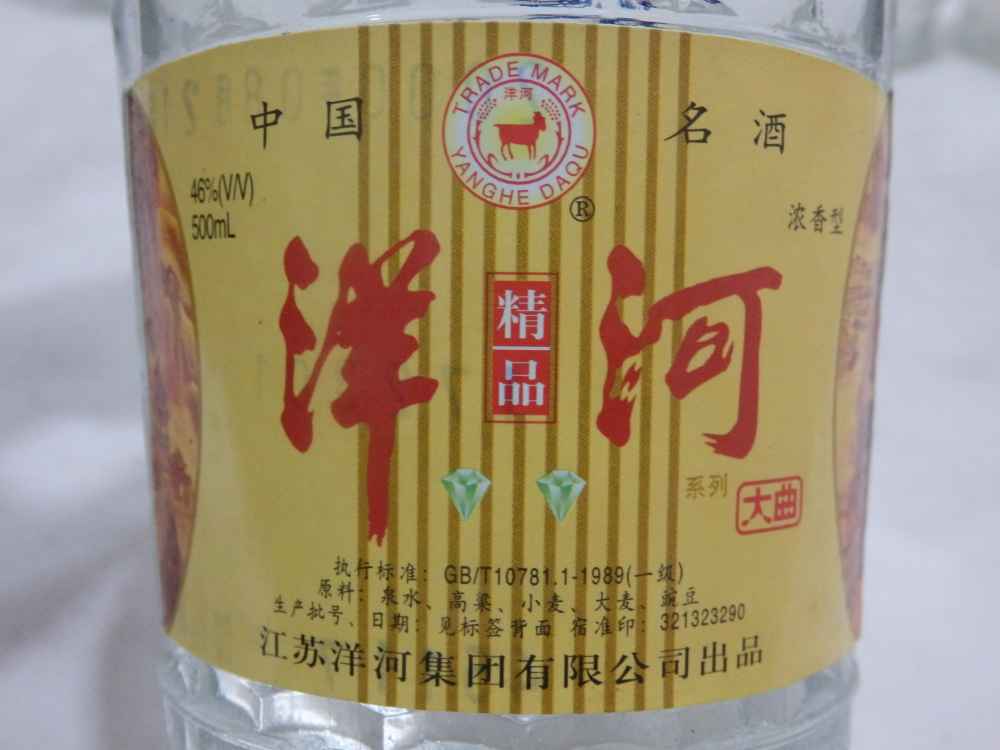 中国
名酒
TRADE MARK
洋河
YANGHE DAQU
®
46%(V/V)
500mL
浓香型
洋河
精
品
系列
大曲
执行标准：GB/T10781.1-1989(一级)
原料：泉水、高粱、小麦、大麦、豌豆
生产批号、日期：见标签背面 宿准印：321323290
江苏洋河集团有限公司出品